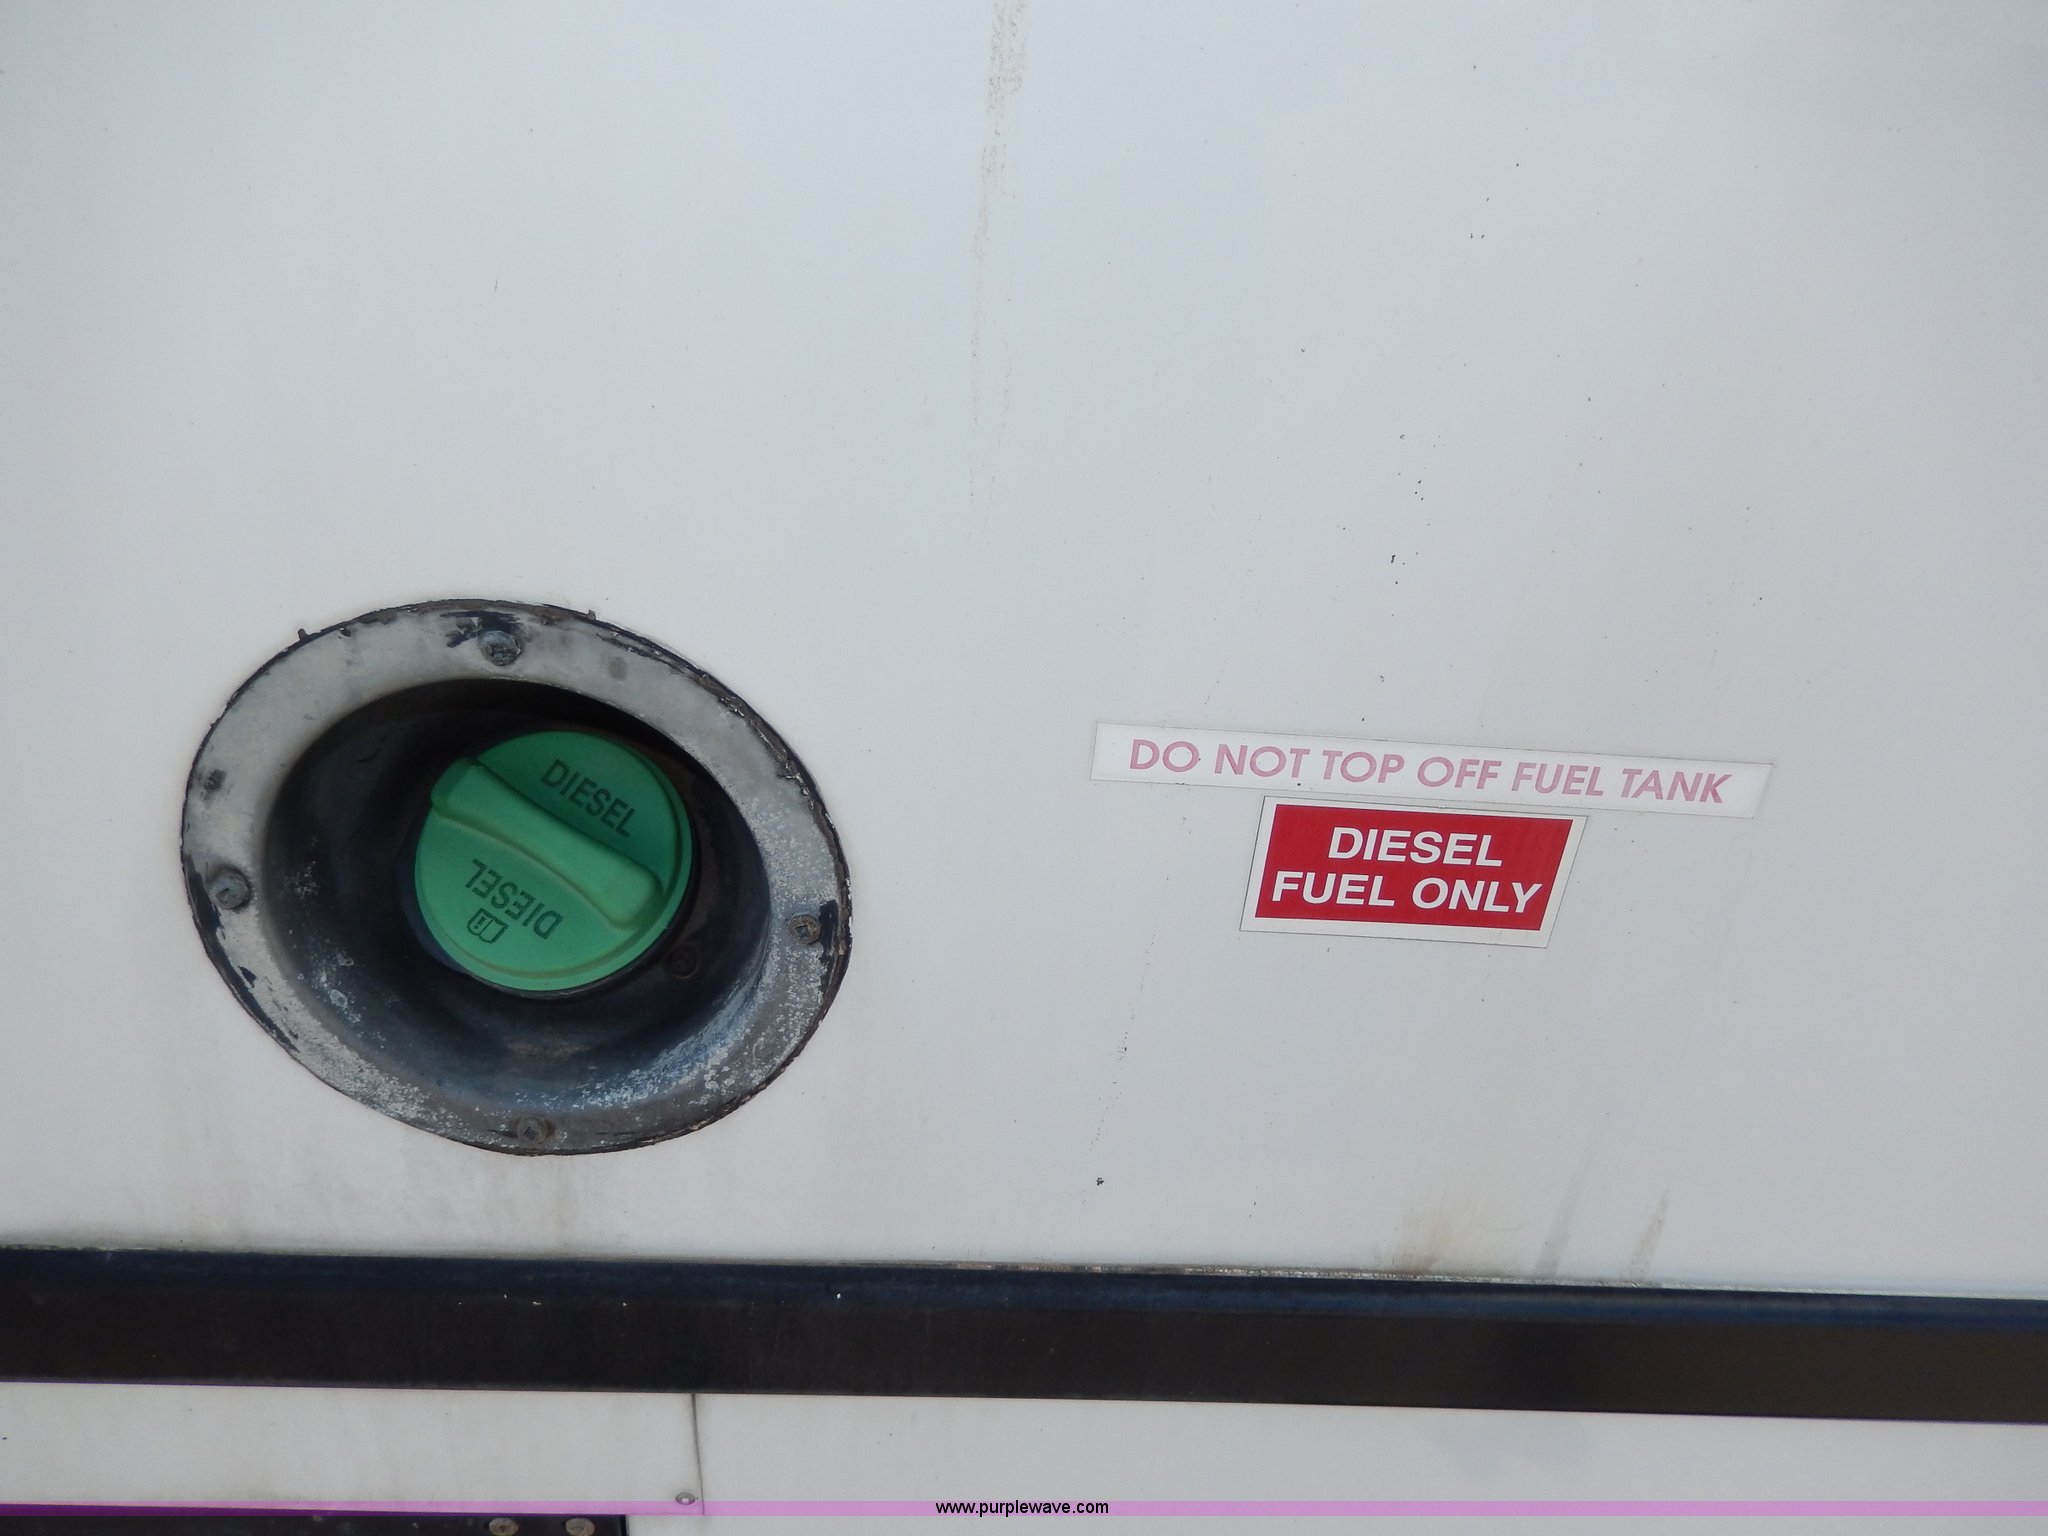 DIESEL
DIESEL
DO NOT TOP OFF FUEL TANK
DIESEL
FUEL ONLY
www.purplewave.com